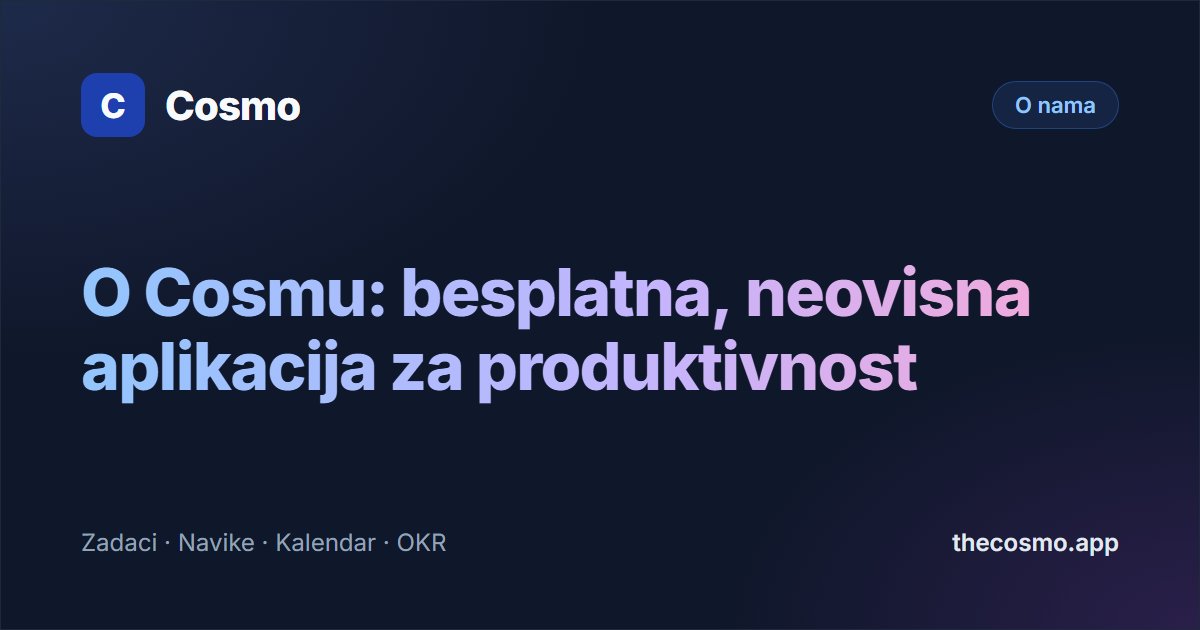 C Cosmo
O nama
O Cosmu: besplatna, neovisna
aplikacija za produktivnost
Zadaci · Navike · Kalendar · OKR
thecosmo.app